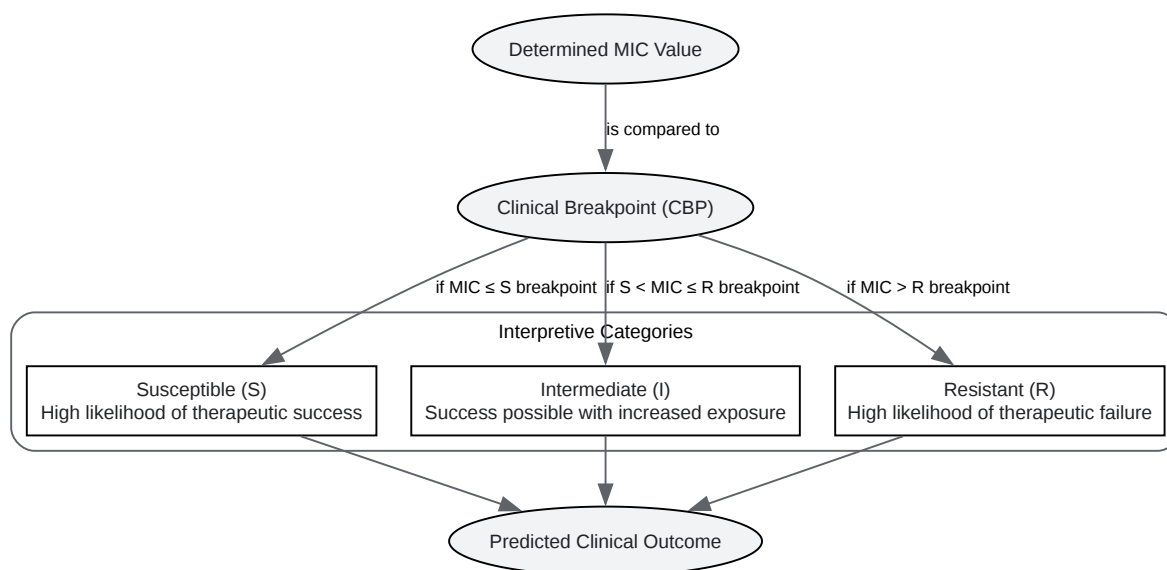 Determined MIC Value
is compared to
Clinical Breakpoint (CBP)
if MIC ≤ S breakpoint
if S < MIC ≤ R breakpoint
if MIC > R breakpoint
Interpretive Categories
Susceptible (S)
High likelihood of therapeutic success
Intermediate (I)
Success possible with increased exposure
Resistant (R)
High likelihood of therapeutic failure
Predicted Clinical Outcome